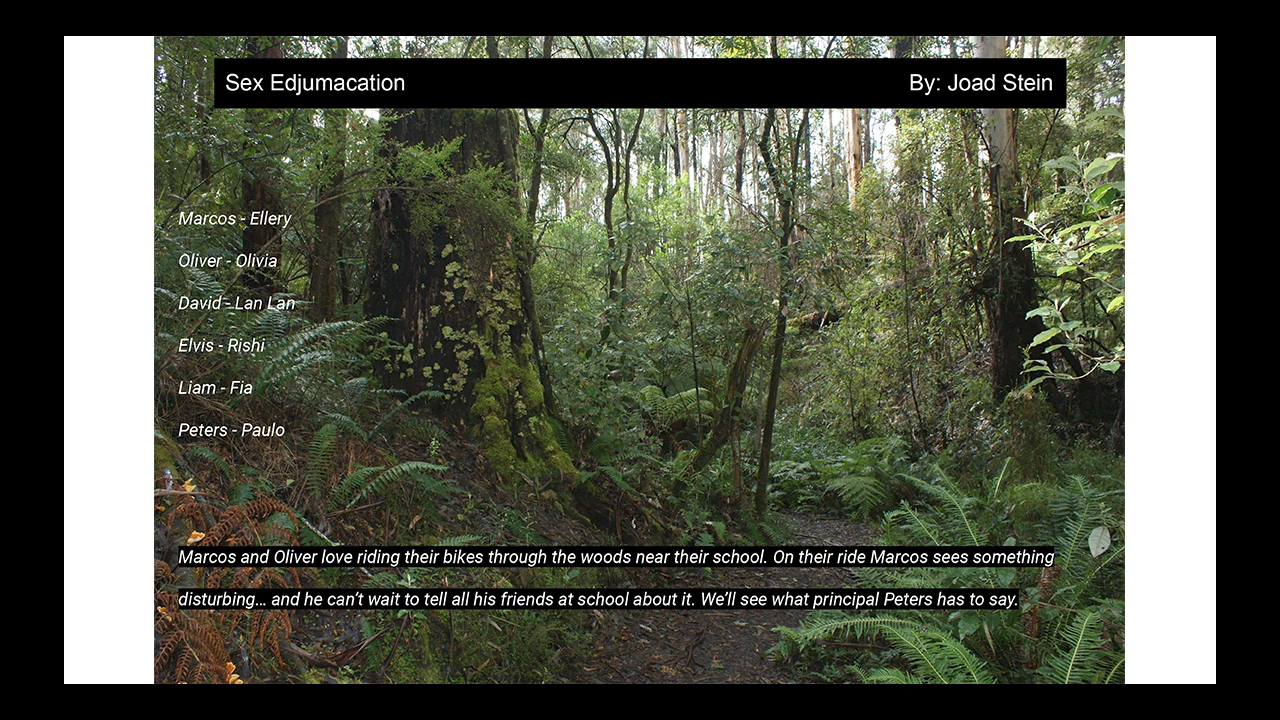 Sex Edjumacation By: Joad Stein
Marcos - Ellery
Oliver - Olivia
David - Lan Lan
Elvis - Rishi
Liam - Fia
Peters - Paulo
Marcos and Oliver love riding their bikes through the woods near their school. On their ride Marcos sees something
disturbing... and he can't wait to tell all his friends at school about it. We'll see what principal Peters has to say.